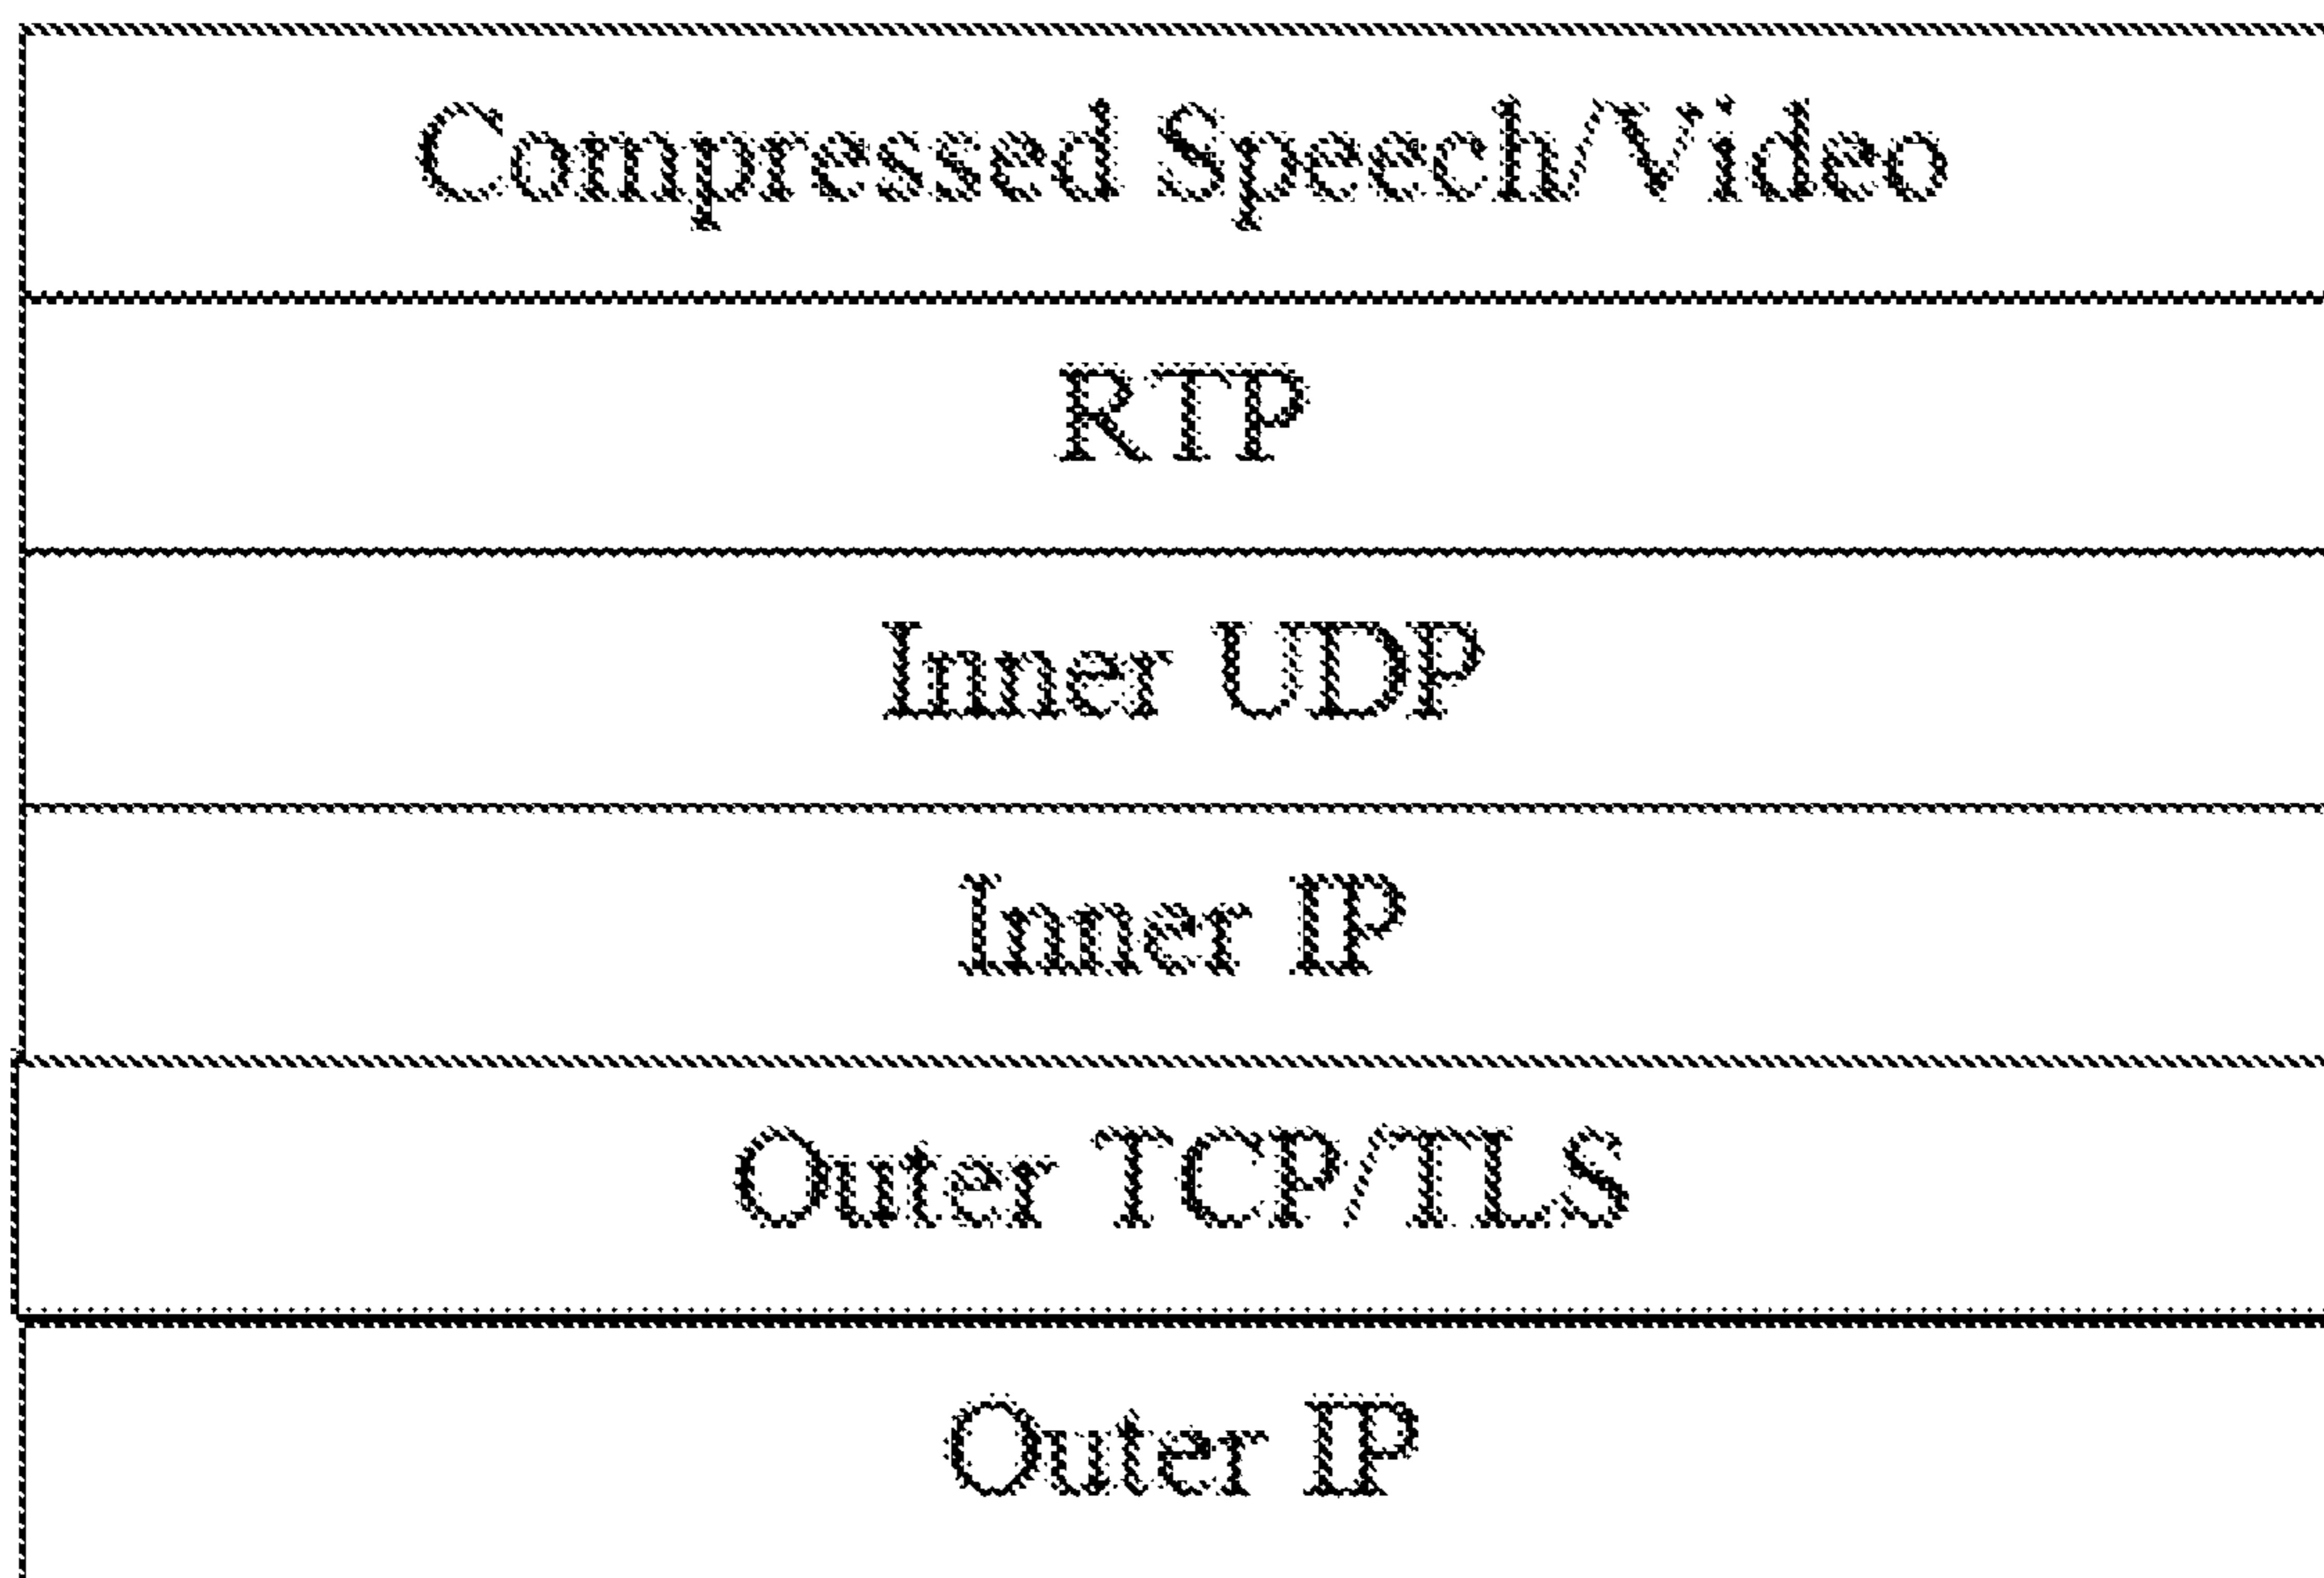 Compressed Speech/Video
RTP
Inner UDP
Inner IP
Outer TCP/TLS
Outer IP